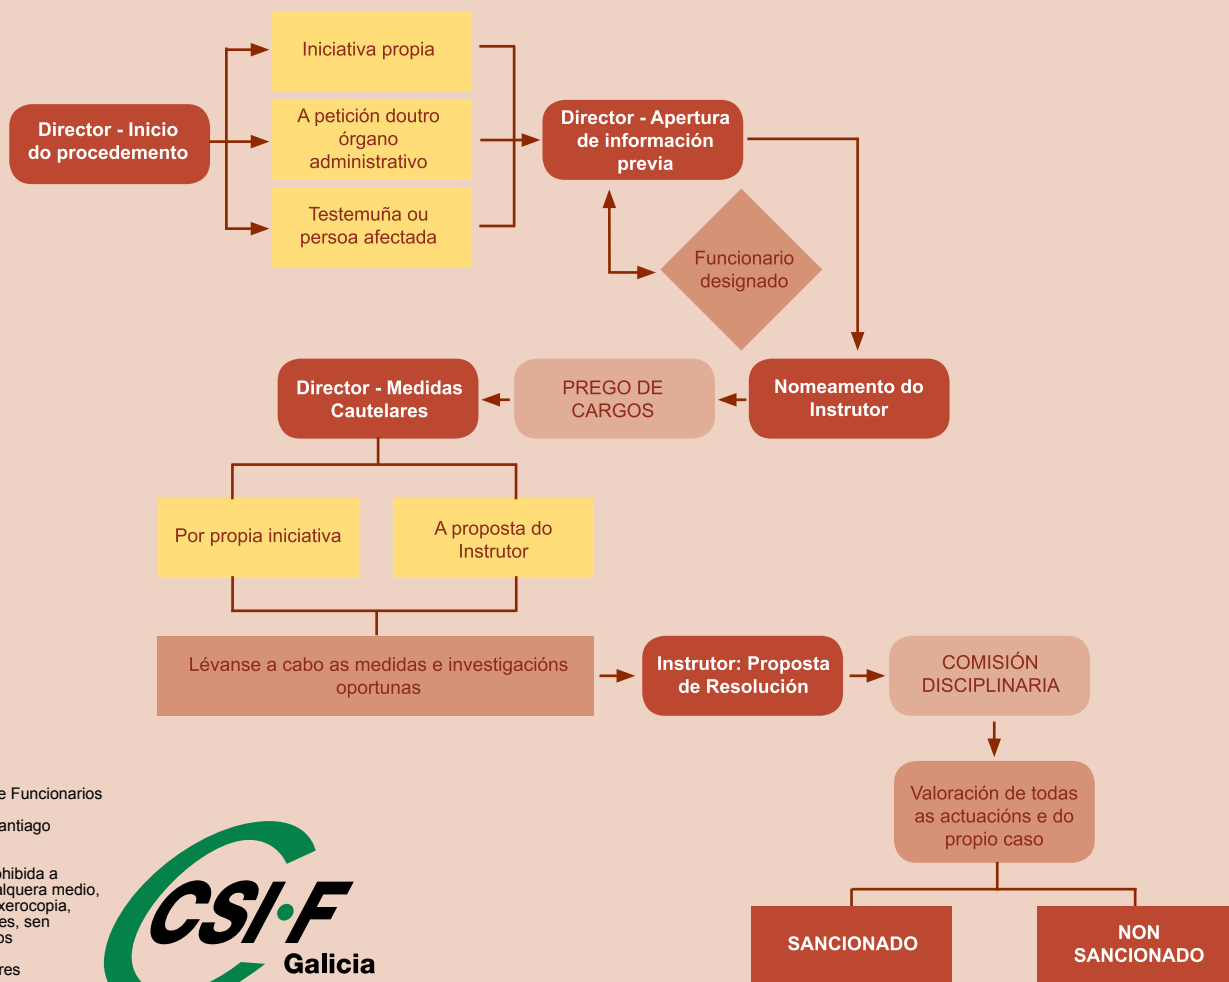 Iniciativa propia
Director - Inicio
do procedemento
A petición doutro
órgano
administrativo
Testemuña ou
persoa afectada
Director - Apertura
de información
previa
Funcionario
designado
Nomeamento do
Instrutor
PREGO DE
CARGOS
Director - Medidas
Cautelares
Por propia iniciativa
A proposta do
Instrutor
Lévanse a cabo as medidas e investigacións
oportunas
Instrutor: Proposta
de Resolución
COMISIÓN
DISCIPLINARIA
Valoración de todas
as actuacións e do
propio caso
SANCIONADO
NON
SANCIONADO
e Funcionarios
antiago
ohibida a
alquera medio,
xerocopia,
es, sen
os
res
CSI·F
Galicia